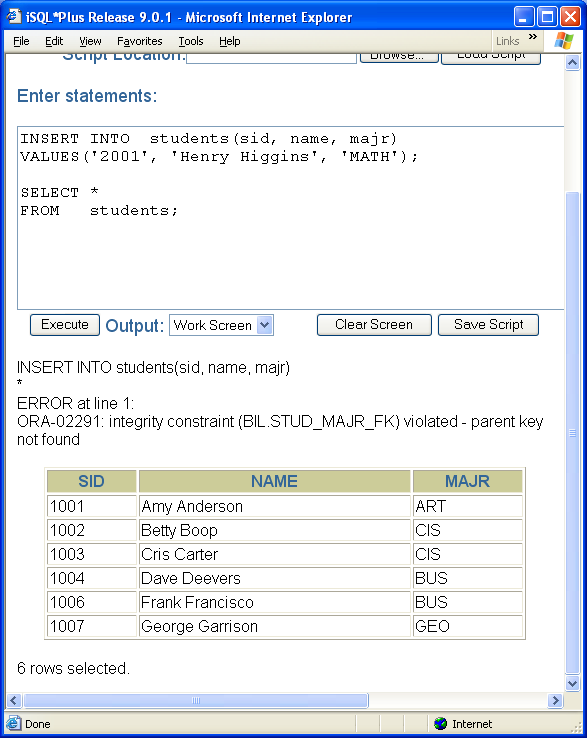 iSQL*Plus Release 9.0.1 - Microsoft Internet Explorer
File Edit View Favorites Tools Help Links »
Script Location: Browse... Load Script
Enter statements:
INSERT INTO students(sid, name, majr)
VALUES('2001', 'Henry Higgins', 'MATH');
SELECT *
FROM students;
Execute Output: Work Screen Clear Screen Save Script
INSERT INTO students(sid, name, majr)
*
ERROR at line 1:
ORA-02291: integrity constraint (BIL.STUD_MAJR_FK) violated - parent key
not found
SID NAME MAJR
1001 Amy Anderson ART
1002 Betty Boop CIS
1003 Cris Carter CIS
1004 Dave Deevers BUS
1006 Frank Francisco BUS
1007 George Garrison GEO
6 rows selected.
Done Internet